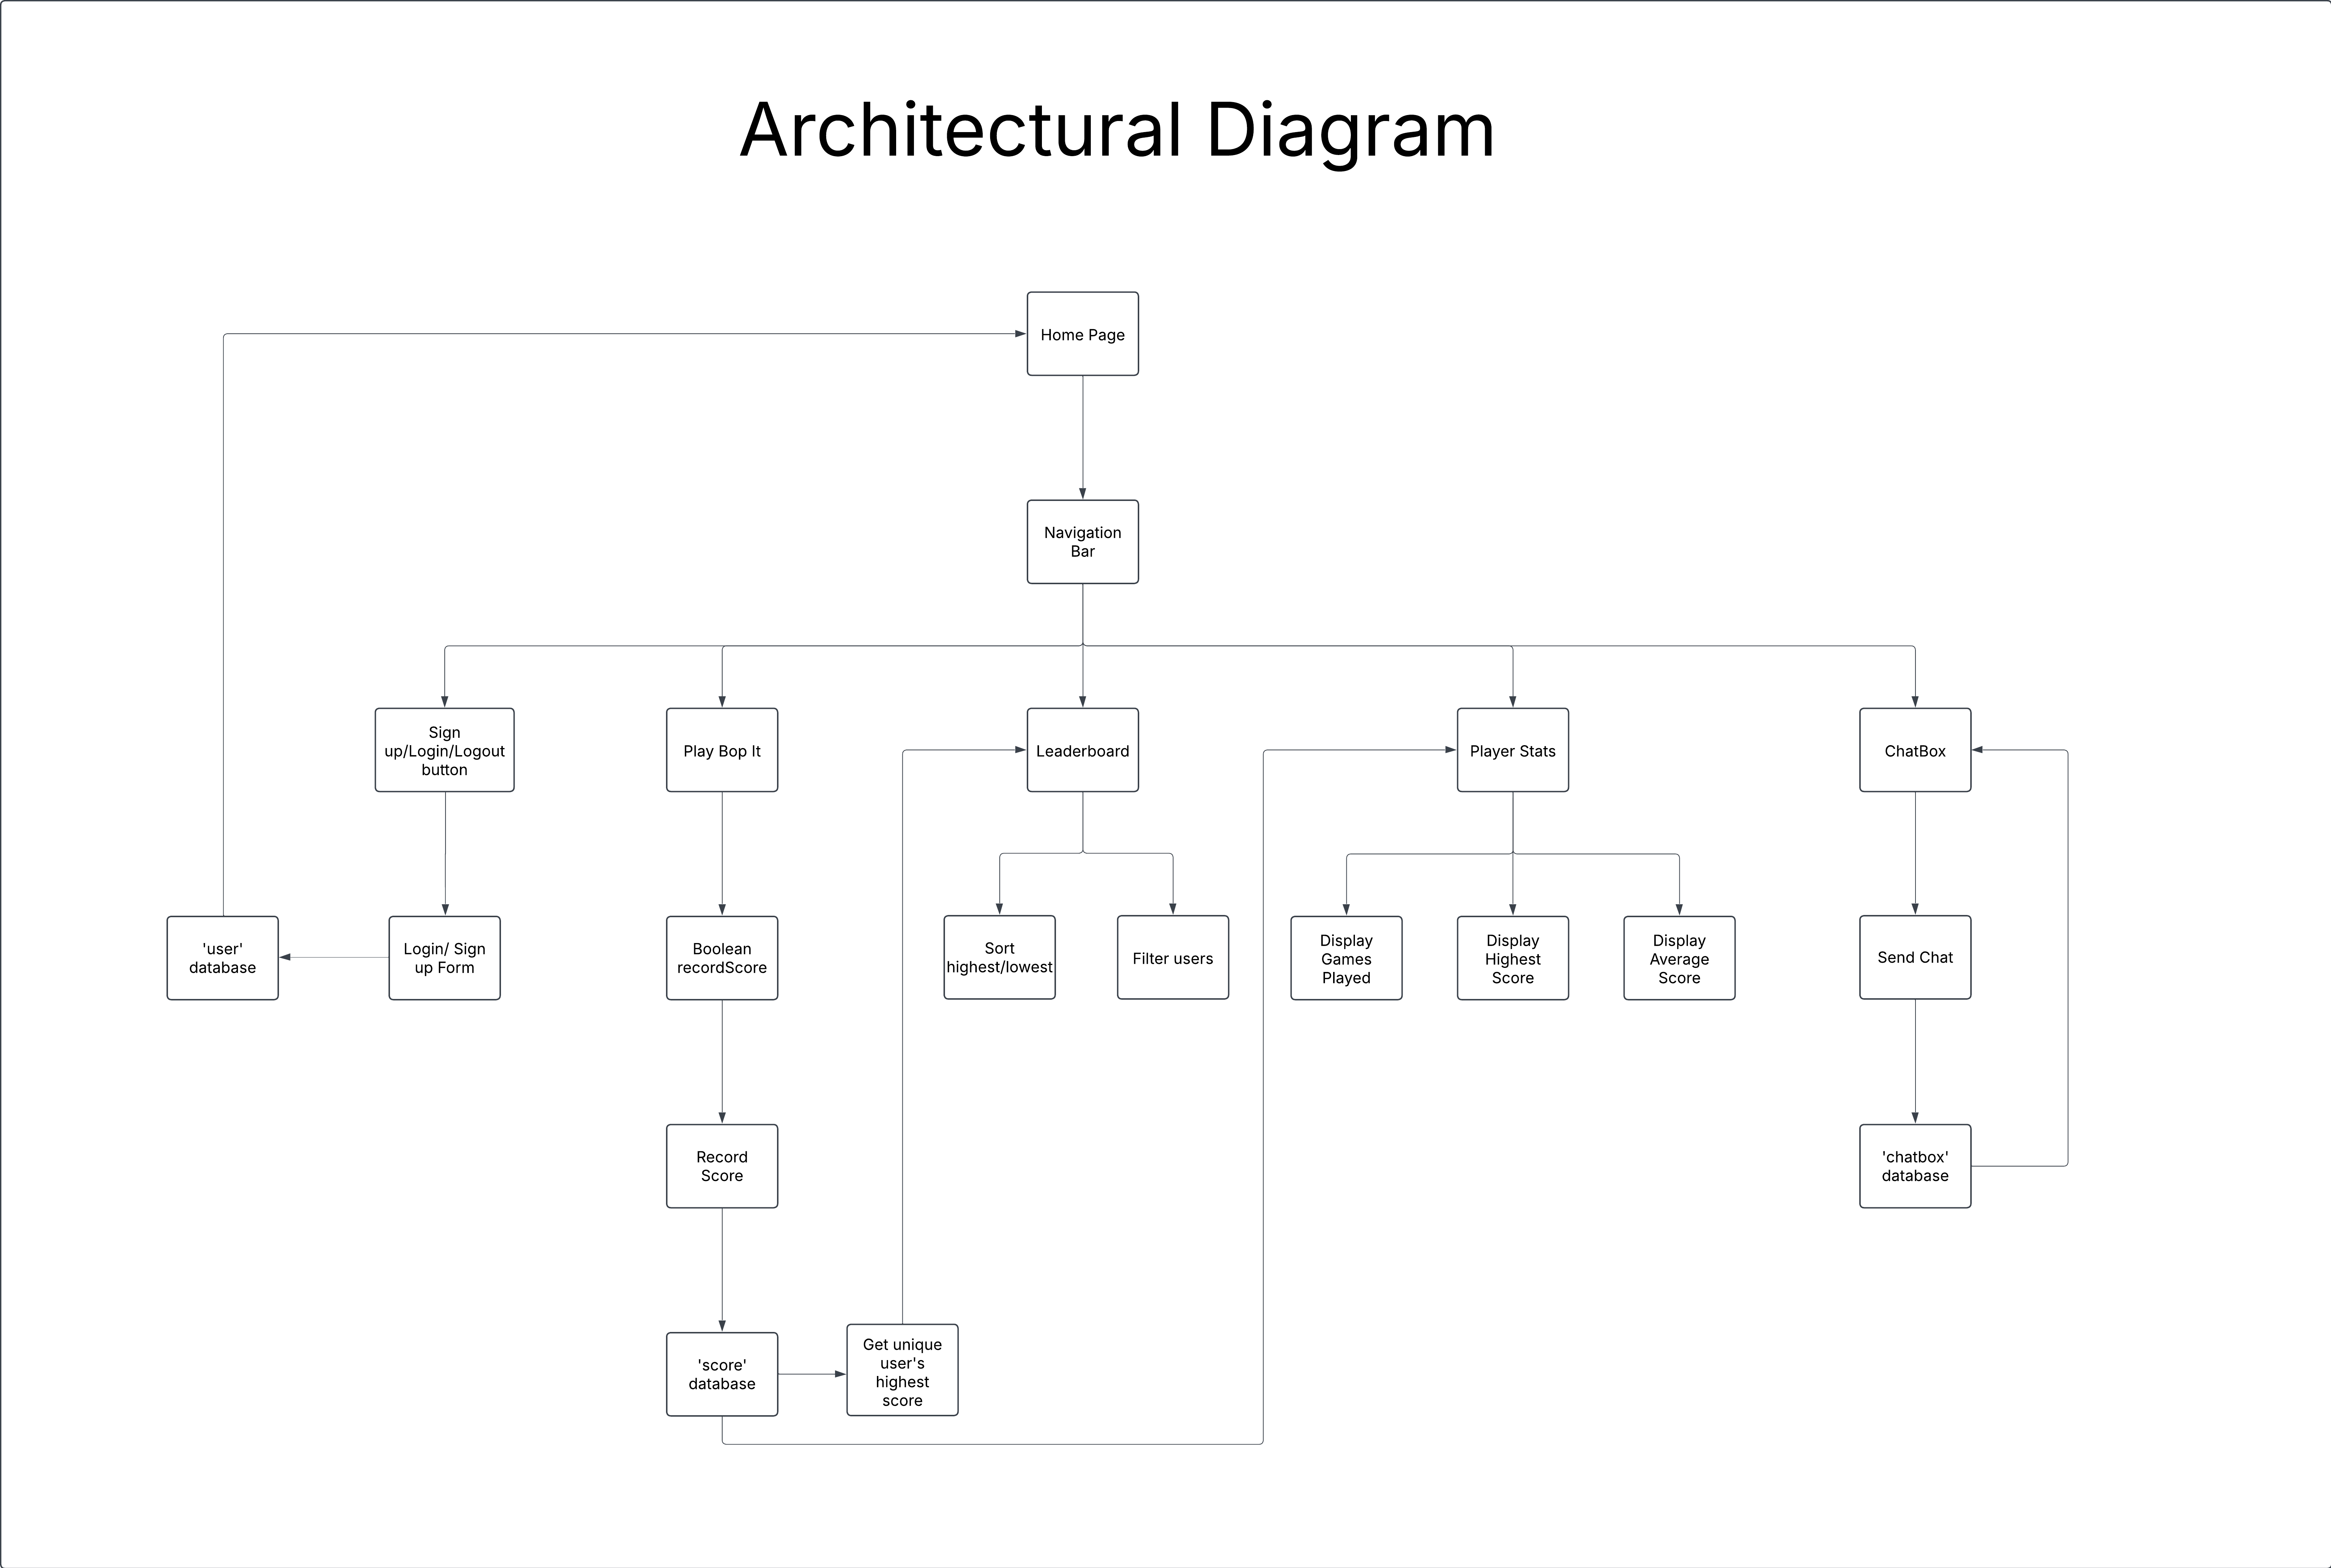 Architectural Diagram
Home Page
Navigation
Bar
Sign
up/Login/Logout
button
Play Bop It
Leaderboard
Player Stats
ChatBox
'user'
database
Login/ Sign
up Form
Boolean
recordScore
Sort
highest/lowest
Filter users
Display
Games
Played
Display
Highest
Score
Display
Average
Score
Send Chat
Record
Score
'chatbox'
database
'score'
database
Get unique
user's
highest
score